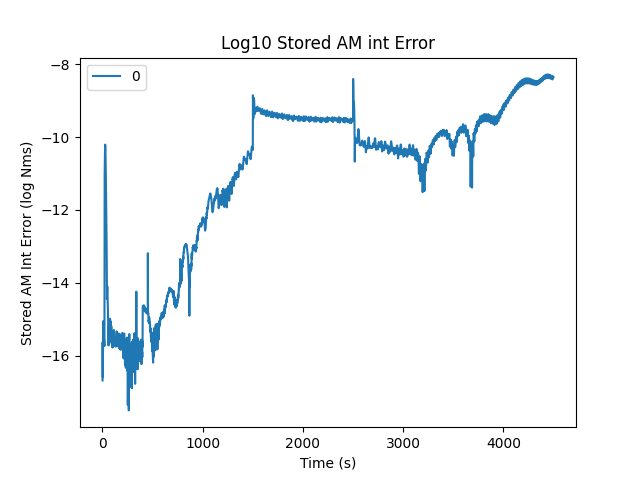 Log10 Stored AM int Error
0
Stored AM Int Error (log Nms)
−8
−10
−12
−14
−16
0 1000 2000 3000 4000
Time (s)